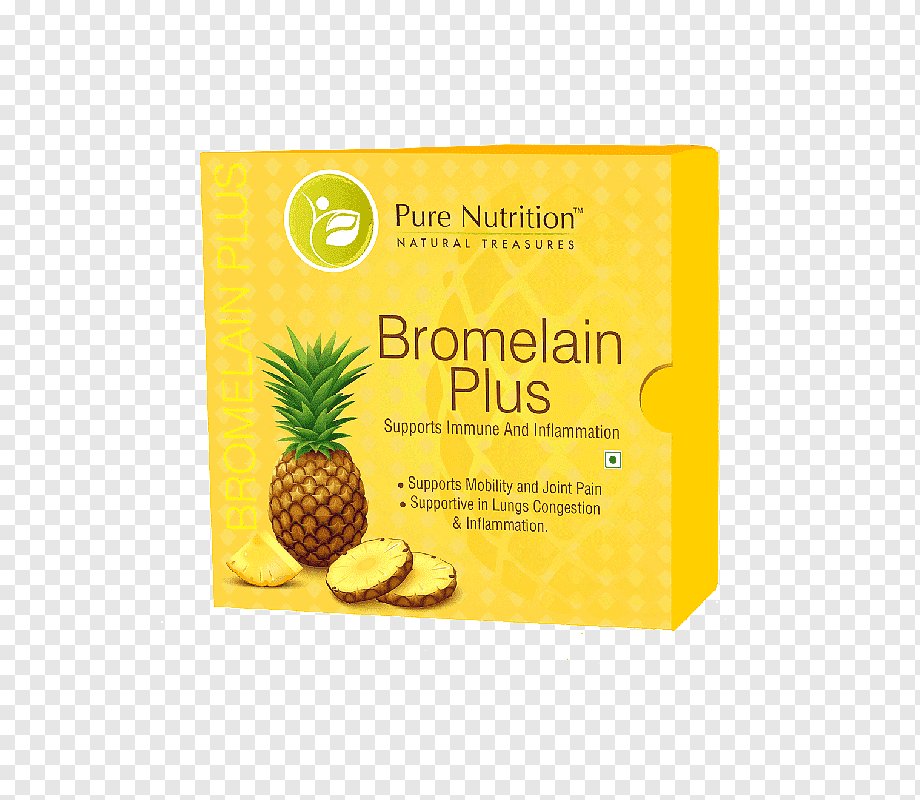 BROMELAIN PLUS
Pure Nutrition™
NATURAL TREASURES
Bromelain
Plus
Supports Immune And Inflammation
• Supports Mobility and Joint Pain
• Supportive in Lungs Congestion
& Inflammation.